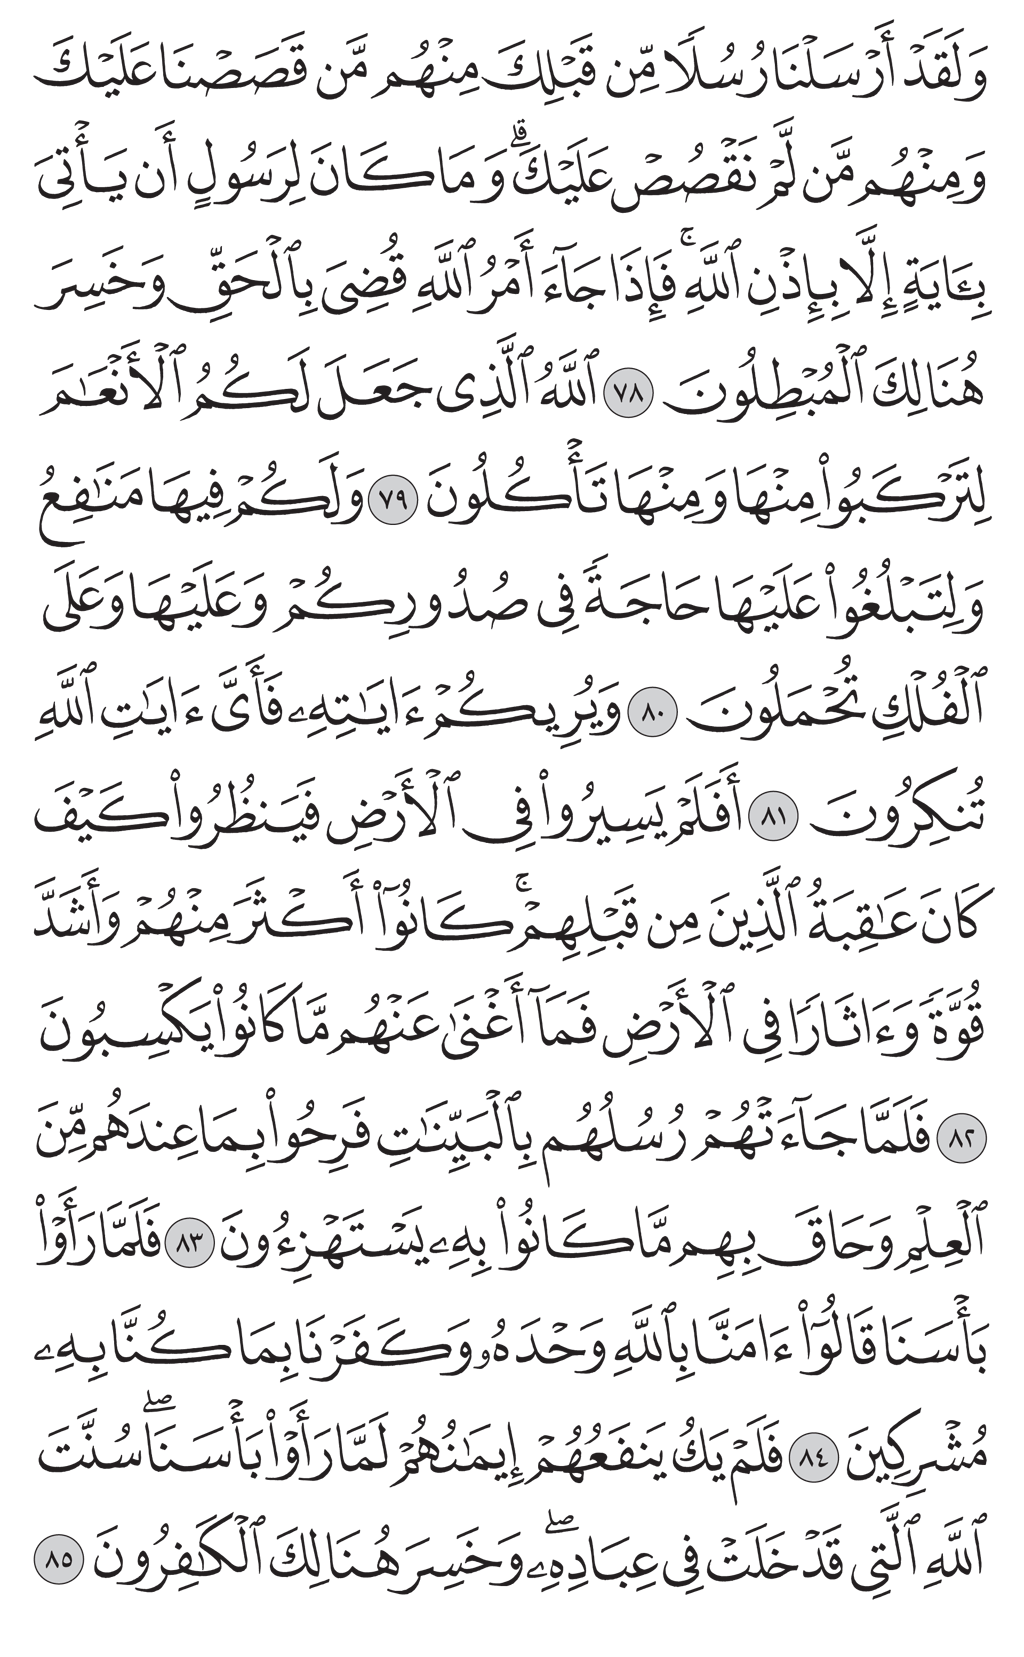 وَلَقَدْ أَرْسَلْنَا رُسُلًا مِّن قَبْلِكَ مِنْهُم مَّن قَصَصْنَا عَلَيْكَ
وَمِنْهُم مَّن لَّمْ نَقْصُصْ عَلَيْكَ ۗ وَمَا كَانَ لِرَسُولٍ أَن يَأْتِىَ
بِـَٔايَةٍ إِلَّا بِإِذْنِ ٱللَّهِ ۚ فَإِذَا جَآءَ أَمْرُ ٱللَّهِ قُضِىَ بِٱلْحَقِّ وَخَسِرَ
هُنَالِكَ ٱلْمُبْطِلُونَ ٧٨ ٱللَّهُ ٱلَّذِى جَعَلَ لَكُمُ ٱلْأَنْعَـٰمَ
لِتَرْكَبُوا۟ مِنْهَا وَمِنْهَا تَأْكُلُونَ ٧٩ وَلَكُمْ فِيهَا مَنَـٰفِعُ
وَلِتَبْلُغُوا۟ عَلَيْهَا حَاجَةً فِى صُدُورِكُمْ وَعَلَيْهَا وَعَلَى
ٱلْفُلْكِ تُحْمَلُونَ ٨٠ وَيُرِيكُمْ ءَايَـٰتِهِۦ فَأَىَّ ءَايَـٰتِ ٱللَّهِ
تُنكِرُونَ ٨١ أَفَلَمْ يَسِيرُوا۟ فِى ٱلْأَرْضِ فَيَنظُرُوا۟ كَيْفَ
كَانَ عَـٰقِبَةُ ٱلَّذِينَ مِن قَبْلِهِمْ ۚ كَانُوٓا۟ أَكْثَرَ مِنْهُمْ وَأَشَدَّ
قُوَّةً وَءَاثَارًا فِى ٱلْأَرْضِ فَمَآ أَغْنَىٰ عَنْهُم مَّا كَانُوا۟ يَكْسِبُونَ
٨٢ فَلَمَّا جَآءَتْهُمْ رُسُلُهُم بِٱلْبَيِّنَـٰتِ فَرِحُوا۟ بِمَا عِندَهُم مِّنَ
ٱلْعِلْمِ وَحَاقَ بِهِم مَّا كَانُوا۟ بِهِۦ يَسْتَهْزِءُونَ ٨٣ فَلَمَّا رَأَوْا۟
بَأْسَنَا قَالُوٓا۟ ءَامَنَّا بِٱللَّهِ وَحْدَهُۥ وَكَفَرْنَا بِمَا كُنَّا بِهِۦ
مُشْرِكِينَ ٨٤ فَلَمْ يَكُ يَنفَعُهُمْ إِيمَـٰنُهُمْ لَمَّا رَأَوْا۟ بَأْسَنَا ۖ سُنَّتَ
ٱللَّهِ ٱلَّتِى قَدْ خَلَتْ فِى عِبَادِهِۦ ۖ وَخَسِرَ هُنَالِكَ ٱلْكَـٰفِرُونَ ٨٥